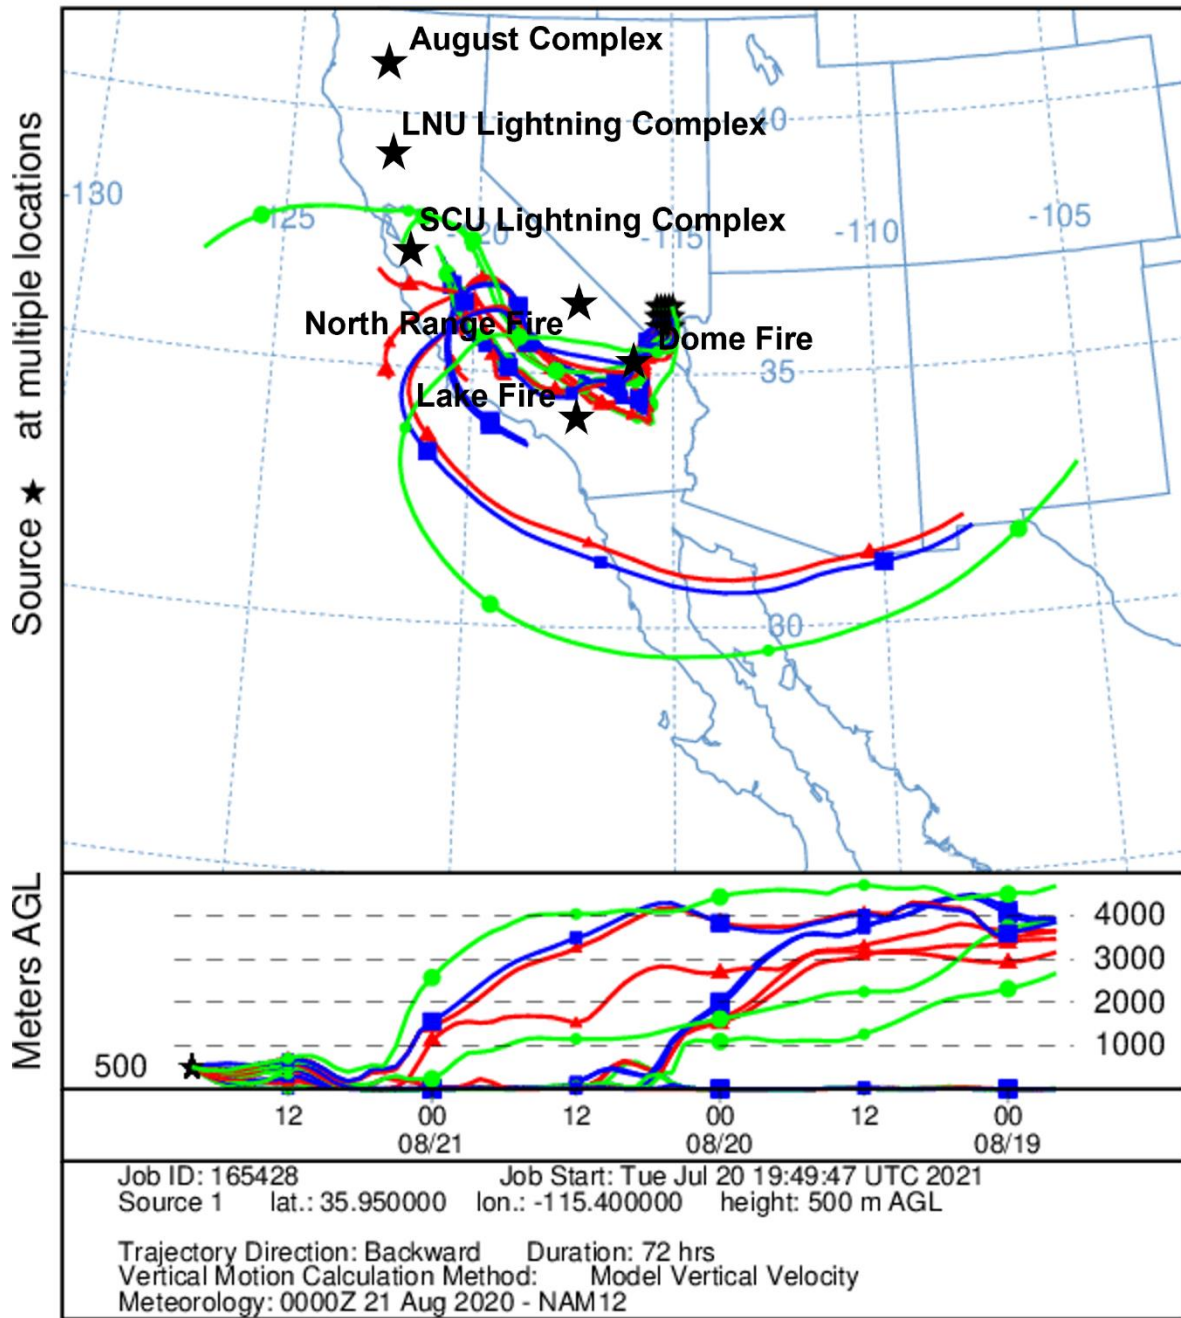 August Complex
LNU Lightning Complex
40
-130
-125
SCU Lightning Complex
-120
-115
-110
-105
North Range Fire
Dome Fire
35
Lake Fire
30
Source ★ at multiple locations
Meters AGL
4000
3000
2000
1000
500
12 00 12 00 12 00
08/21 08/20 08/19
Job ID: 165428 Job Start: Tue Jul 20 19:49:47 UTC 2021
Source 1 lat.: 35.950000 lon.: -115.400000 height: 500 m AGL
Trajectory Direction: Backward Duration: 72 hrs
Vertical Motion Calculation Method: Model Vertical Velocity
Meteorology: 0000Z 21 Aug 2020 - NAM12